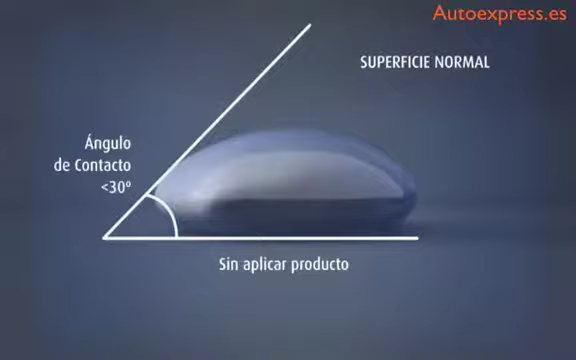 Autoexpress.es
SUPERFICIE NORMAL
Ángulo
de Contacto
<30º
Sin aplicar producto